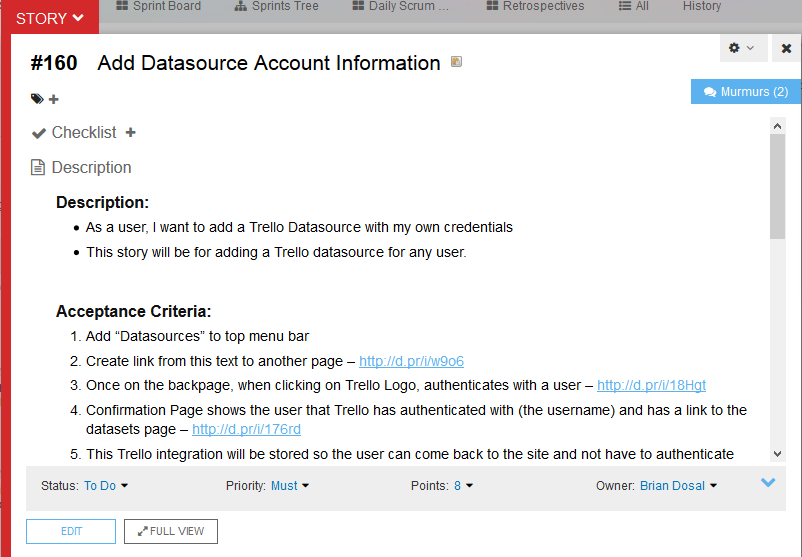 STORY
Sprint Board Sprints Tree Daily Scrum ... Retrospectives All History
#160 Add Datasource Account Information
Murmurs (2)
Checklist
Description
Description:
As a user, I want to add a Trello Datasource with my own credentials
This story will be for adding a Trello datasource for any user.
Acceptance Criteria:
1. Add “Datasources” to top menu bar
2. Create link from this text to another page – http://d.pr/i/w9o6
3. Once on the backpage, when clicking on Trello Logo, authenticates with a user – http://d.pr/i/18Hgt
4. Confirmation Page shows the user that Trello has authenticated with (the username) and has a link to the
datasets page – http://d.pr/i/176rd
5. This Trello integration will be stored so the user can come back to the site and not have to authenticate
Status: To Do Priority: Must Points: 8 Owner: Brian Dosal
EDIT FULL VIEW